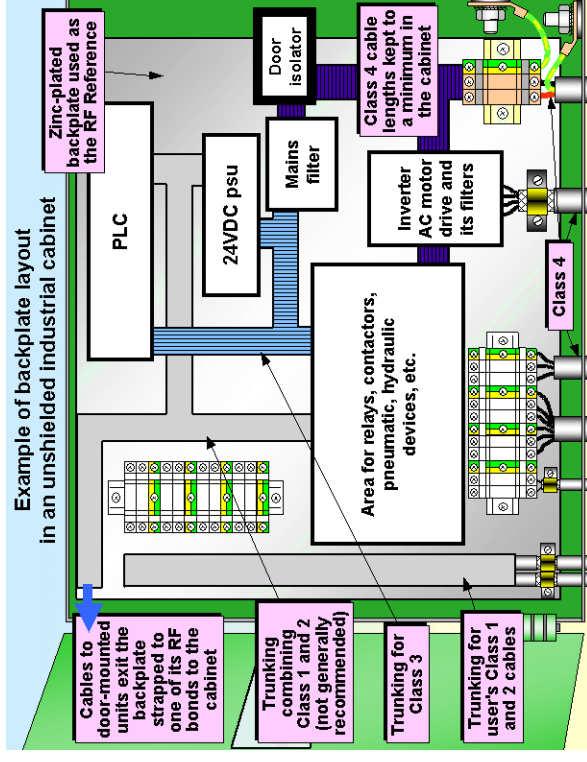 Example of backplate layout
in an unshielded industrial cabinet
Zinc-plated
backplate used as
the RF Reference
PLC
24VDC psu
Door
isolator
Mains
filter
Class 4 cable
lengths kept to
a minimum in
the cabinet
Inverter
AC motor
drive and
its filters
Area for relays, contactors,
pneumatic, hydraulic
devices, etc.
Class 4
Cables to
door-mounted
units exit the
backplate
strapped to
one of its RF
bonds to the
cabinet
Trunking
combining
Class 1 and 2
(not generally
recommended)
Trunking for
Class 3
Trunking for
user's Class 1
and 2 cables